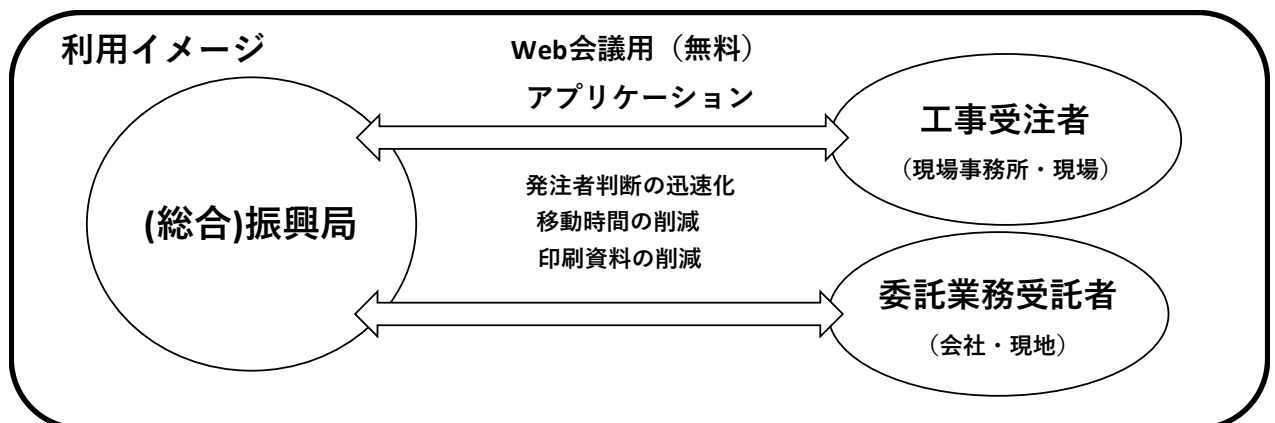 利用イメージ
Web会議用（無料）
アプリケーション
工事受注者
（現場事務所・現場）
発注者判断の迅速化
移動時間の削減
印刷資料の削減
(総合)振興局
委託業務受託者
（会社・現地）